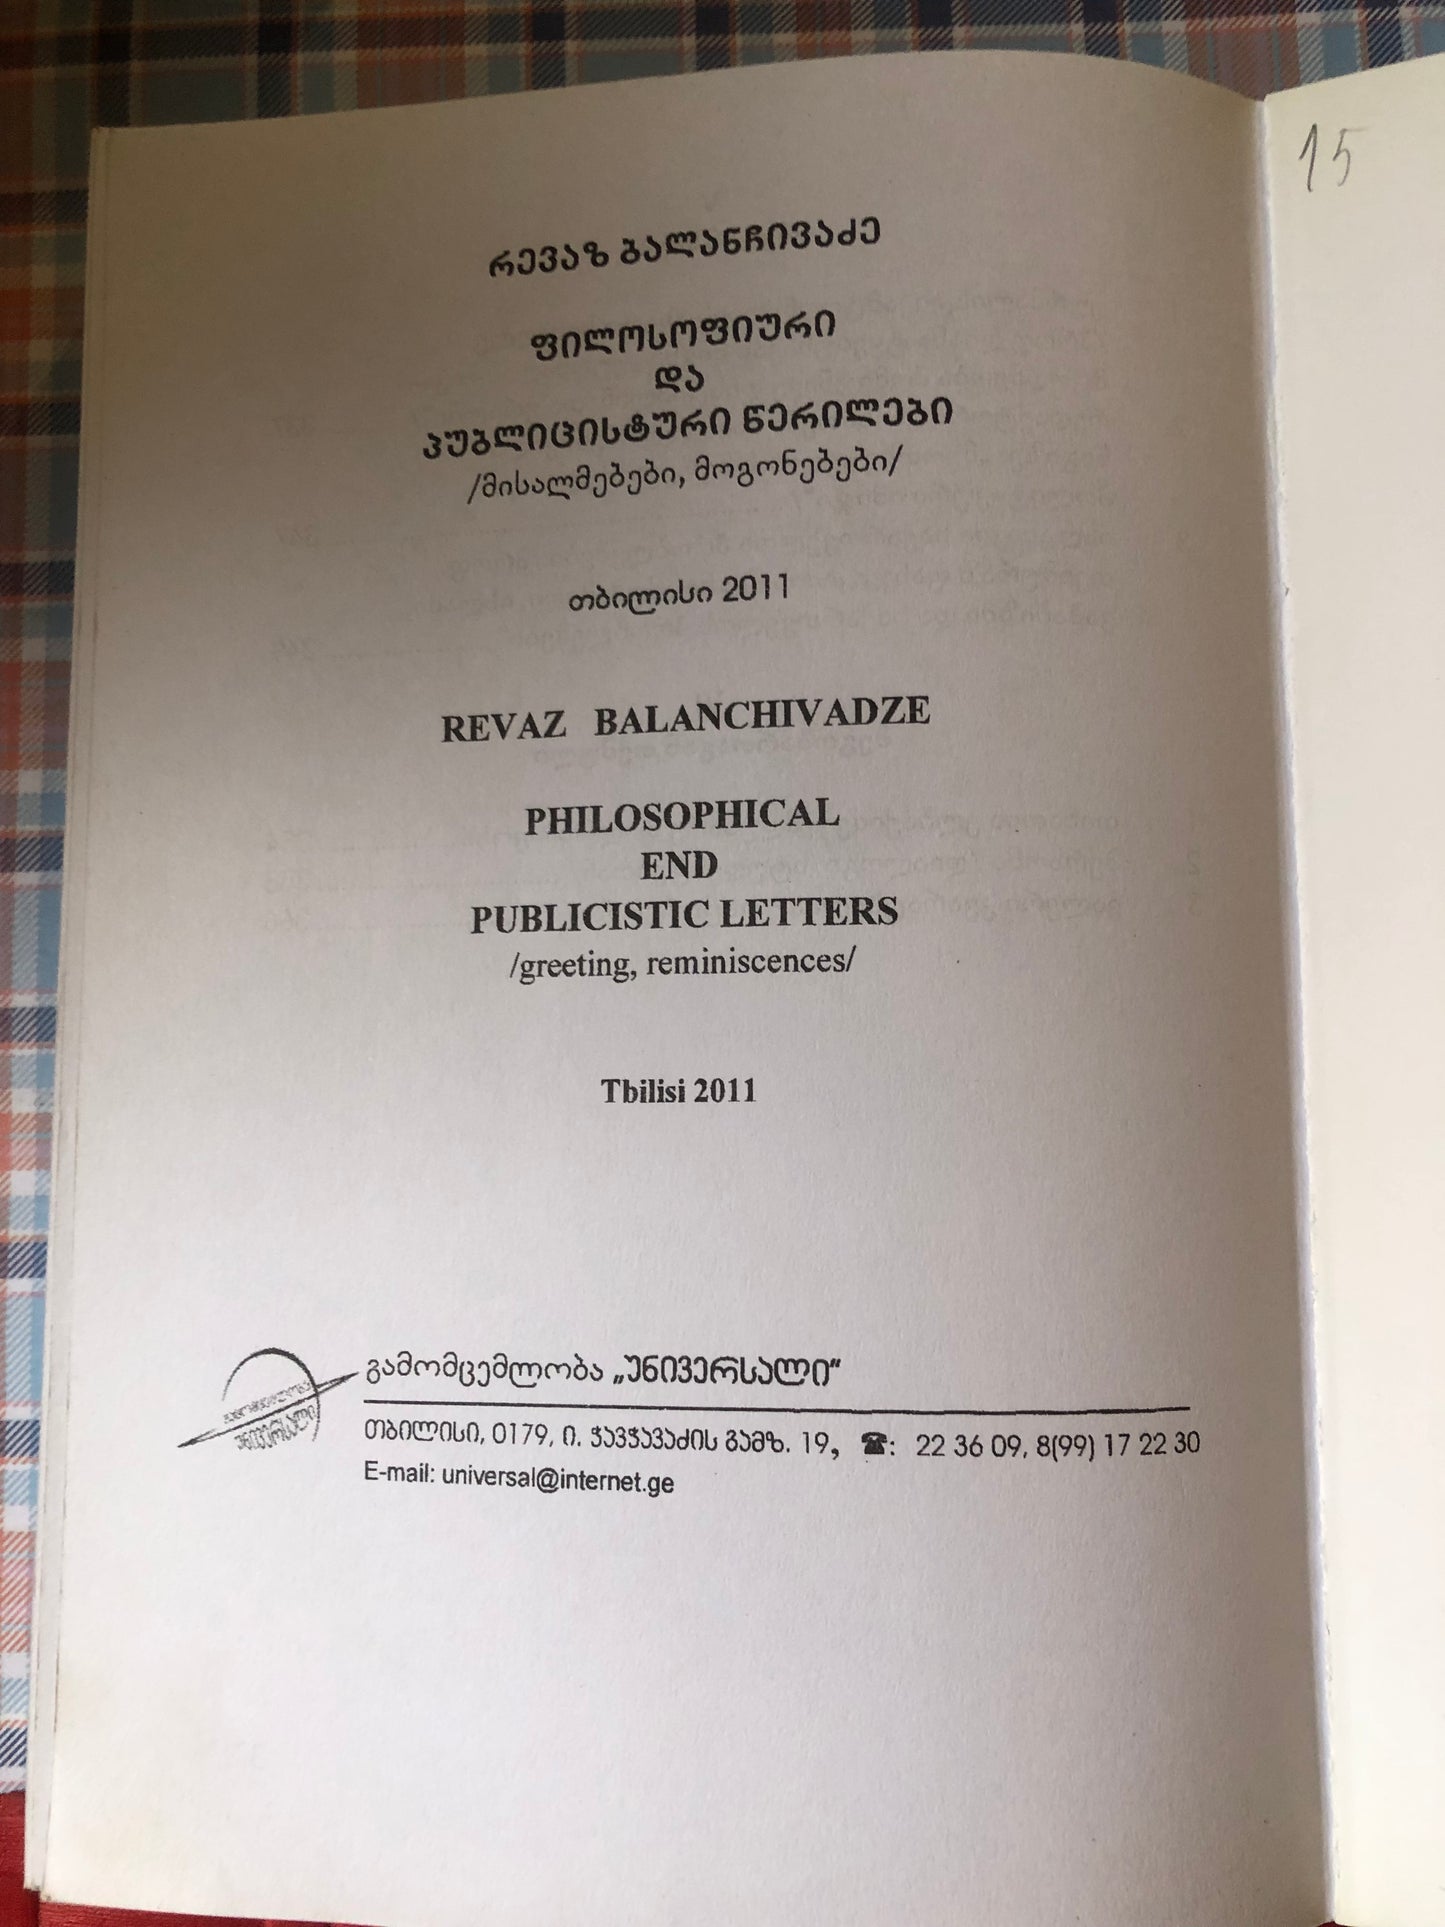 15
რევაზ ბალანჩივაძე
ფილოსოფიური
და
პუბლიცისტური წერილები
/მისალმებები, მოგონებები/
თბილისი 2011
REVAZ BALANCHIVADZE
PHILOSOPHICAL
END
PUBLICISTIC LETTERS
/greeting, reminiscences/
Tbilisi 2011
გამომცემლობა „უნივერსალი“
გამომცემლობა
უნივერსალი
თბილისი, 0179, ი. ჭავჭავაძის გამზ. 19, ☎: 22 36 09, 8(99) 17 22 30
E-mail: universal@internet.ge